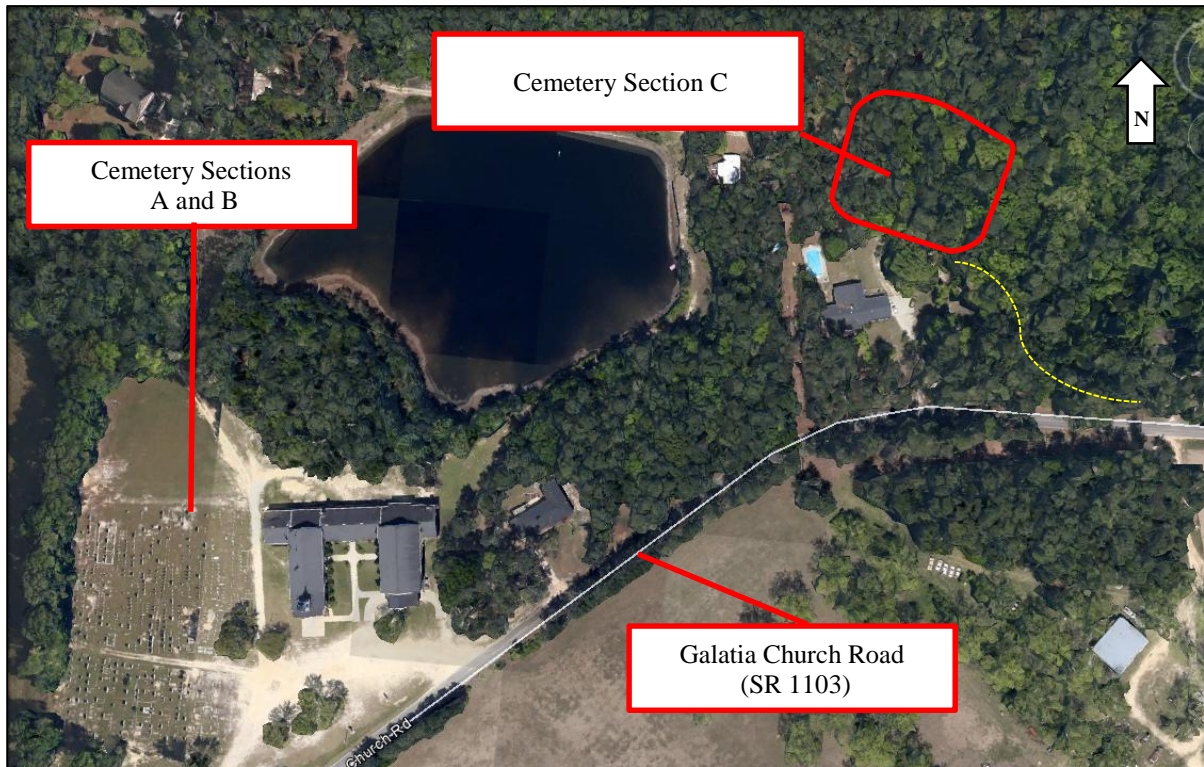 Cemetery Section C
N
Cemetery Sections
A and B
Galatia Church Road
(SR 1103)
Church-Rd